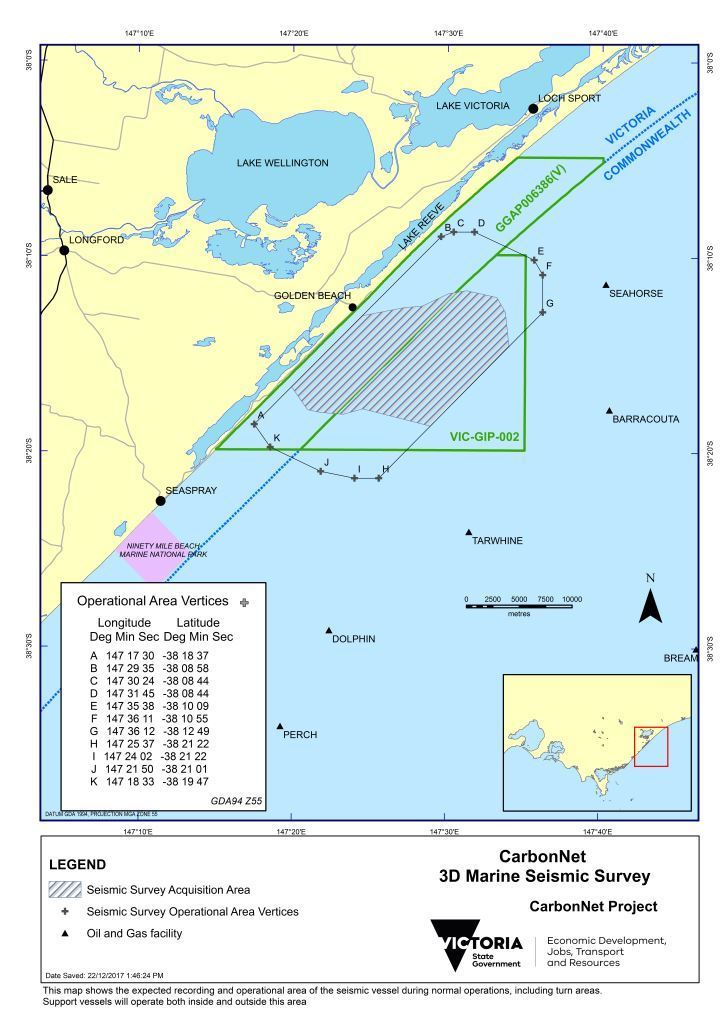 147°10'E
147°20'E
147°30'E
147°40'E
38°0'S
38°0'S
LAKE VICTORIA
LOCH SPORT
VICTORIA
COMMONWEALTH
LAKE WELLINGTON
SALE
GGAP006386(V)
LAKE REEVE
LONGFORD
B C D
E
38°10'S
38°10'S
F
GOLDEN BEACH
SEAHORSE
G
A
BARRACOUTA
K
VIC-GIP-002
38°20'S
38°20'S
J I H
SEASPRAY
TARWHINE
NINETY MILE BEACH
MARINE NATIONAL PARK
N
0 2500 5000 7500 10000
metres
Operational Area Vertices
Longitude Latitude
Deg Min Sec Deg Min Sec
A 147 17 30 -38 18 37
B 147 29 35 -38 08 58
C 147 30 24 -38 08 44
D 147 31 45 -38 08 44
E 147 35 38 -38 10 09
F 147 36 11 -38 10 55
G 147 36 12 -38 12 49
H 147 25 37 -38 21 22
I 147 24 02 -38 21 22
J 147 21 50 -38 21 01
K 147 18 33 -38 19 47
GDA94 Z55
DOLPHIN
38°30'S
38°30'S
BREAM
PERCH
DATUM GDA 1994, PROJECTION MGA ZONE 55
147°10'E
147°20'E
147°30'E
147°40'E
LEGEND
Seismic Survey Acquisition Area
Seismic Survey Operational Area Vertices
Oil and Gas facility
Date Saved: 22/12/2017 1:46:24 PM
CarbonNet
3D Marine Seismic Survey
CarbonNet Project
VICTORIA
State
Government
Economic Development,
Jobs, Transport
and Resources
This map shows the expected recording and operational area of the seismic vessel during normal operations, including turn areas.
Support vessels will operate both inside and outside this area